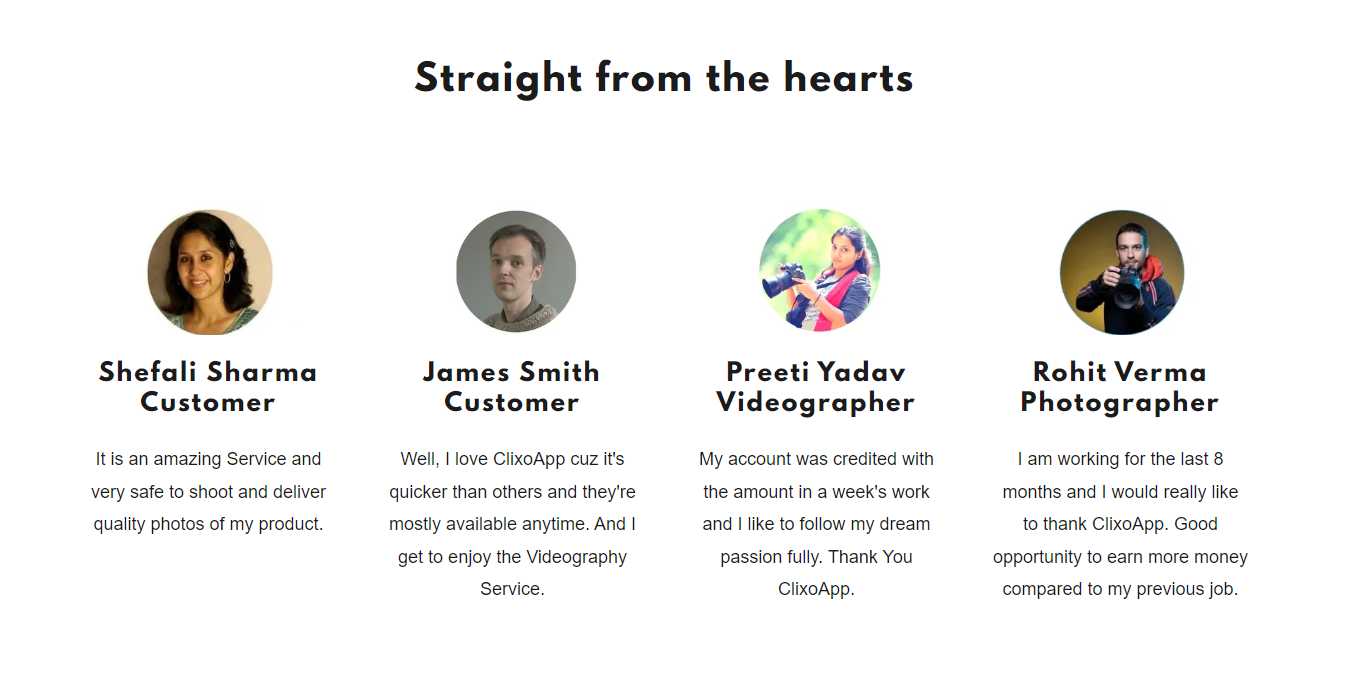 Straight from the hearts
Shefali Sharma
Customer
It is an amazing Service and
very safe to shoot and deliver
quality photos of my product.
James Smith
Customer
Well, I love ClixoApp cuz it's
quicker than others and they're
mostly available anytime. And I
get to enjoy the Videography
Service.
Preeti Yadav
Videographer
My account was credited with
the amount in a week's work
and I like to follow my dream
passion fully. Thank You
ClixoApp.
Rohit Verma
Photographer
I am working for the last 8
months and I would really like
to thank ClixoApp. Good
opportunity to earn more money
compared to my previous job.